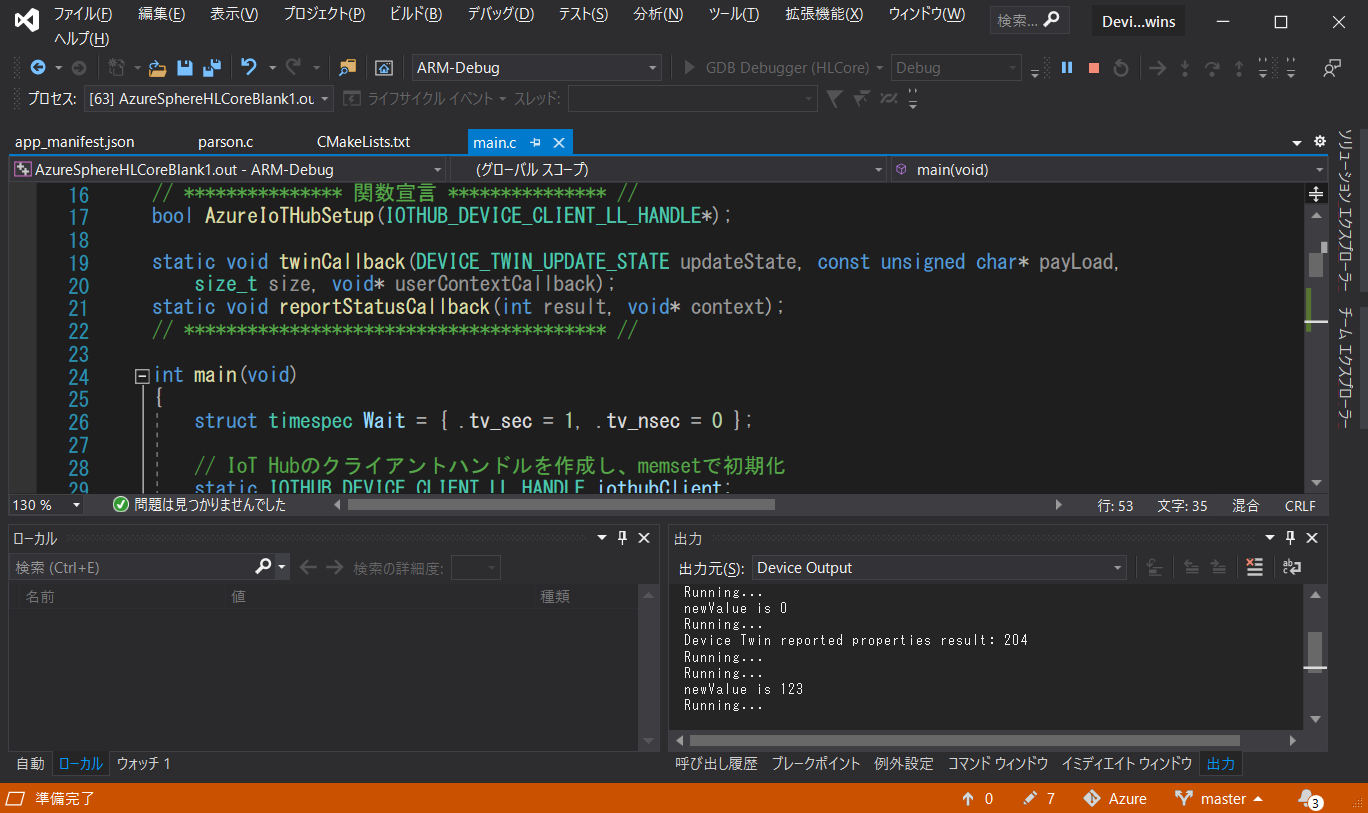 ファイル(F) 編集(E) 表示(V) プロジェクト(P) ビルド(B) デバッグ(D) テスト(S) 分析(N) ツール(T) 拡張機能(X) ウィンドウ(W) 検索... Devi...wins
ヘルプ(H)
ARM-Debug GDB Debugger (HLCore) Debug
プロセス: [63] AzureSphereHLCoreBlank1.ou ライフサイクル イベント スレッド:
app_manifest.json parson.c CMakeLists.txt main.c
AzureSphereHLCoreBlank1.out - ARM-Debug (グローバル スコープ) main(void)
16 // *************** 関数宣言 *************** //
17 bool AzureIoTHubSetup(IOTHUB_DEVICE_CLIENT_LL_HANDLE*);
18
19 static void twinCallback(DEVICE_TWIN_UPDATE_STATE updateState, const unsigned char* payLoad,
20 size_t size, void* userContextCallback);
21 static void reportStatusCallback(int result, void* context);
22 // **************************************** //
23
24 int main(void)
25 {
26 struct timespec Wait = { .tv_sec = 1, .tv_nsec = 0 };
27
28 // IoT Hubのクライアントハンドルを作成し、memsetで初期化
29 static IOTHUB_DEVICE_CLIENT_LL_HANDLE iothubClient;
130 % 問題は見つかりませんでした 行: 53 文字: 35 混合 CRLF
ソリューション エクスプローラー
チーム エクスプローラー
ローカル
検索 (Ctrl+E) 検索の詳細度:
名前 値 種類
自動 ローカル ウォッチ 1
出力
出力元(S): Device Output
Running...
newValue is 0
Running...
Device Twin reported properties result: 204
Running...
Running...
newValue is 123
Running...
呼び出し履歴 ブレークポイント 例外設定 コマンド ウィンドウ イミディエイト ウィンドウ 出力
準備完了 0 7 Azure master 3